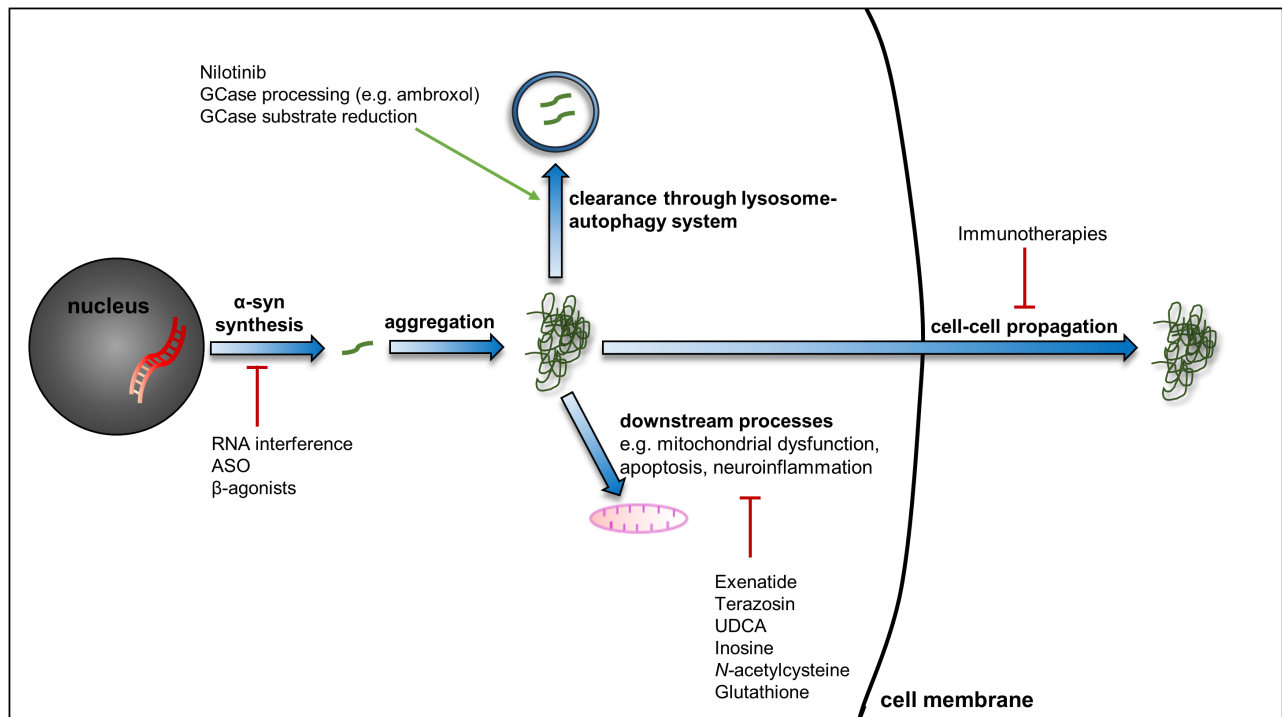 Nilotinib
GCase processing (e.g. ambroxol)
GCase substrate reduction
clearance through lysosome-
autophagy system
Immunotherapies
nucleus
α-syn
synthesis
aggregation
cell-cell propagation
RNA interference
ASO
β-agonists
downstream processes
e.g. mitochondrial dysfunction,
apoptosis, neuroinflammation
Exenatide
Terazosin
UDCA
Inosine
N-acetylcysteine
Glutathione
cell membrane